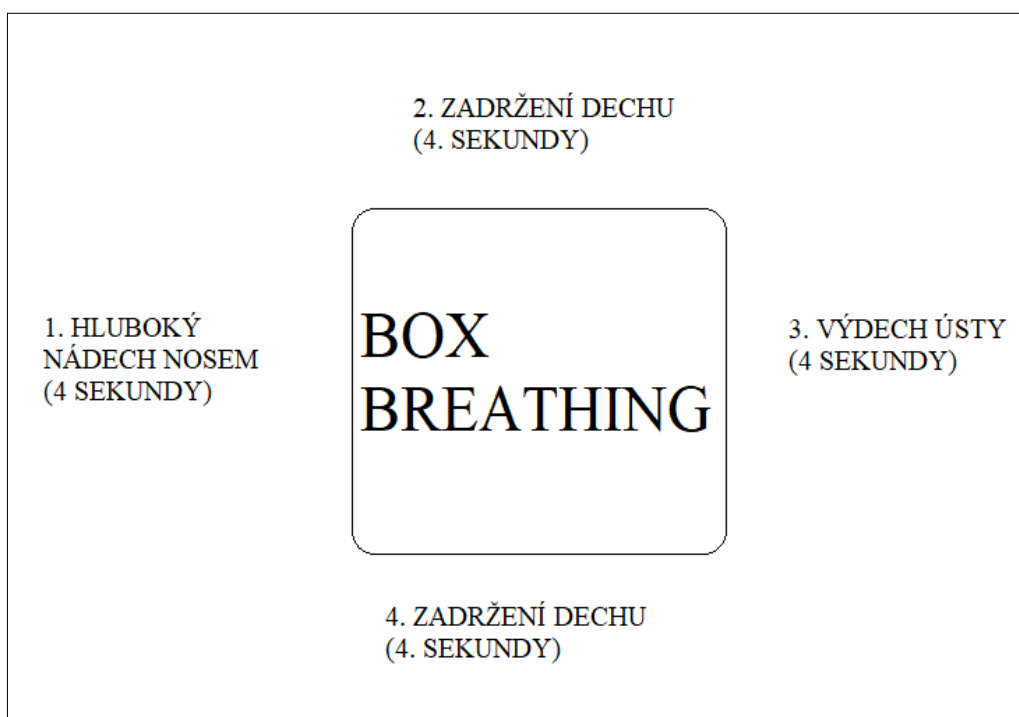 2. ZADRŽENÍ DECHU
(4. SEKUNDY)
1. HLUBOKÝ
NÁDECH NOSEM
(4 SEKUNDY)
BOX
BREATHING
3. VÝDECH ÚSTY
(4 SEKUNDY)
4. ZADRŽENÍ DECHU
(4. SEKUNDY)